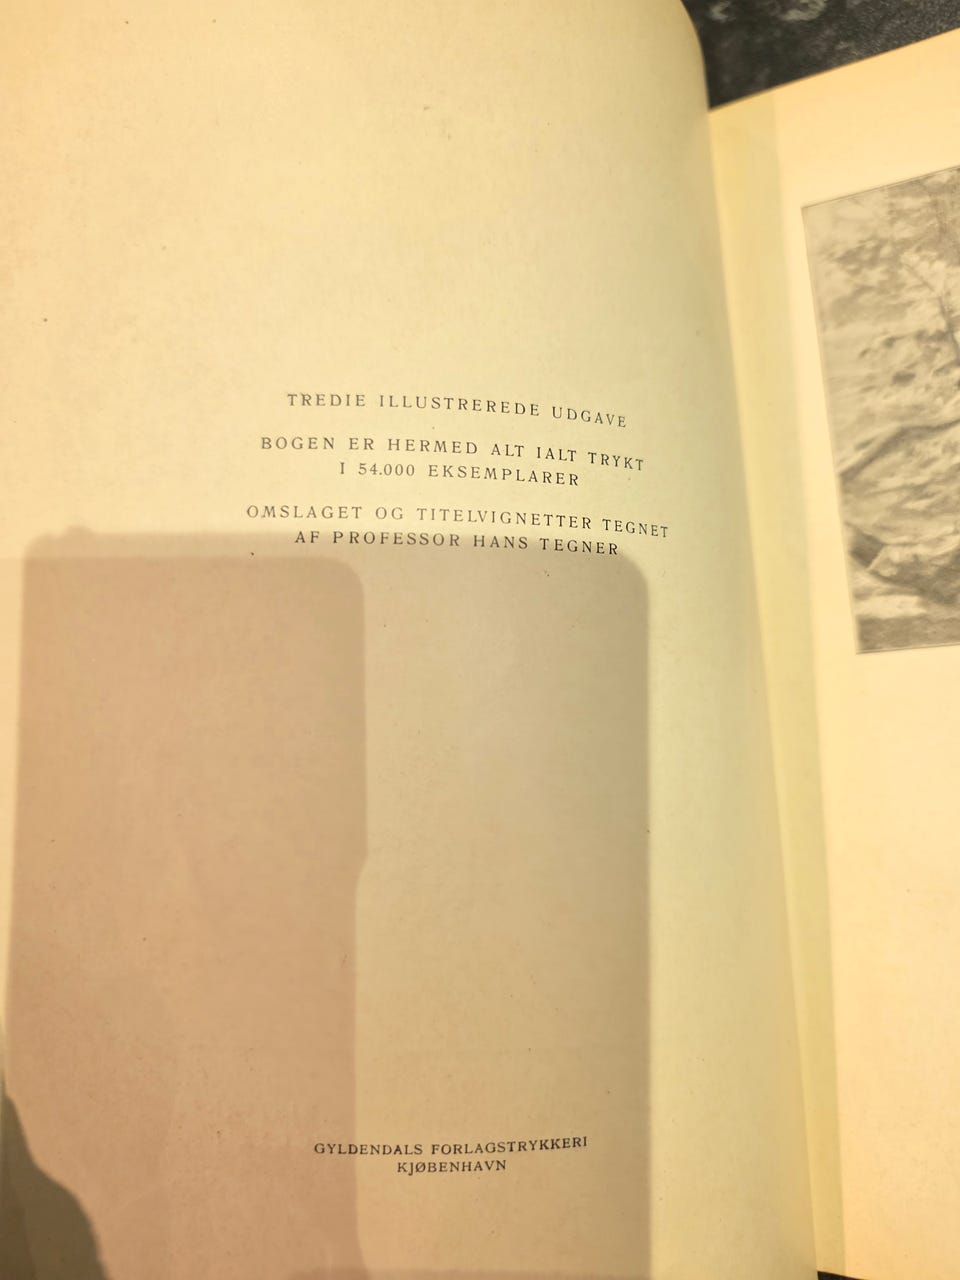 TREDIE ILLUSTREREDE UDGAVE
BOGEN ER HERMED ALT IALT TRYKT
I 54.000 EKSEMPLARER
OMSLAGET OG TITELVIGNETTER TEGNET
AF PROFESSOR HANS TEGNER
GYLDENDALS FORLAGSTRYKKERI
KJØBENHAVN